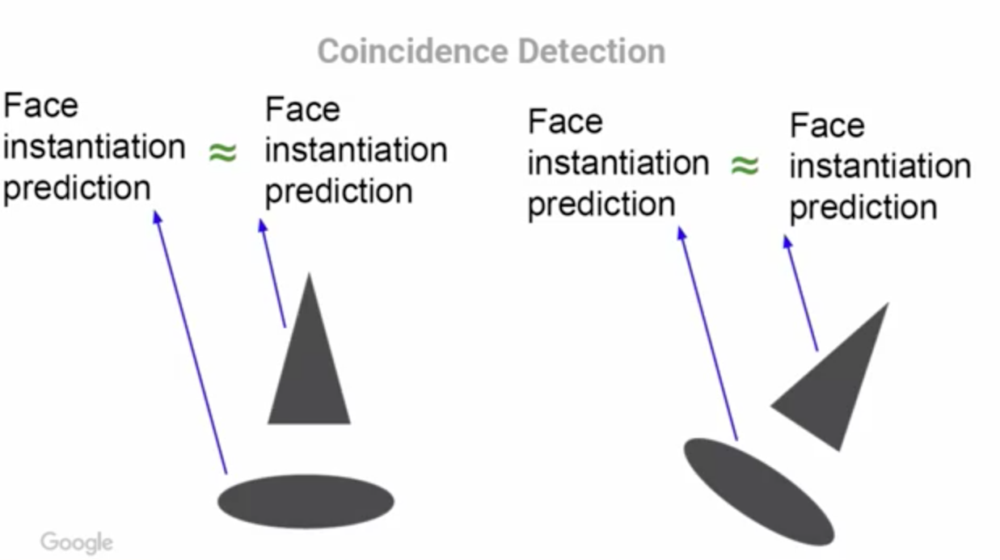 Coincidence Detection
Face
instantiation
prediction
≈
Face
instantiation
prediction
Face
instantiation
prediction
≈
Face
instantiation
prediction
Google